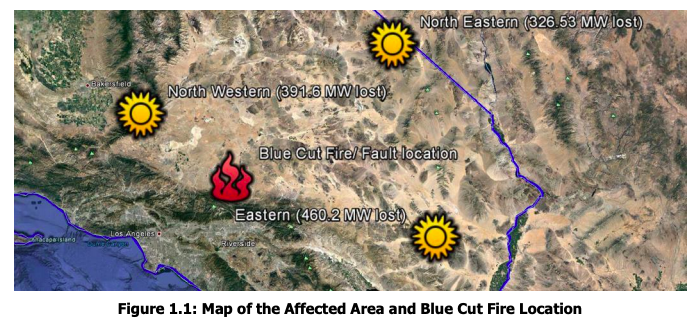 North Eastern (326.53 MW lost)
Bakersfield
North Western (391.6 MW lost)
Blue Cut Fire/ Fault location
Eastern (460.2 MW lost)
Los Angeles
Anacapa Island
Riverside
Figure 1.1: Map of the Affected Area and Blue Cut Fire Location